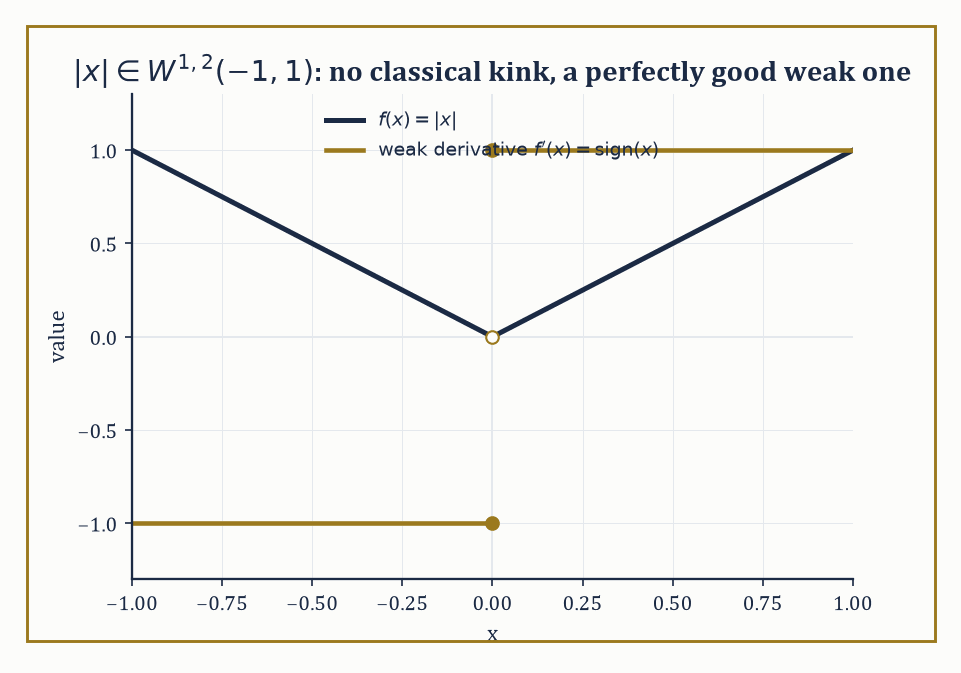 |x| ∈ W^{1,2}(−1, 1): no classical kink, a perfectly good weak one
f(x) = |x|
weak derivative f′(x) = sign(x)
value
1.0
0.5
0.0
−0.5
−1.0
−1.00 −0.75 −0.50 −0.25 0.00 0.25 0.50 0.75 1.00
x